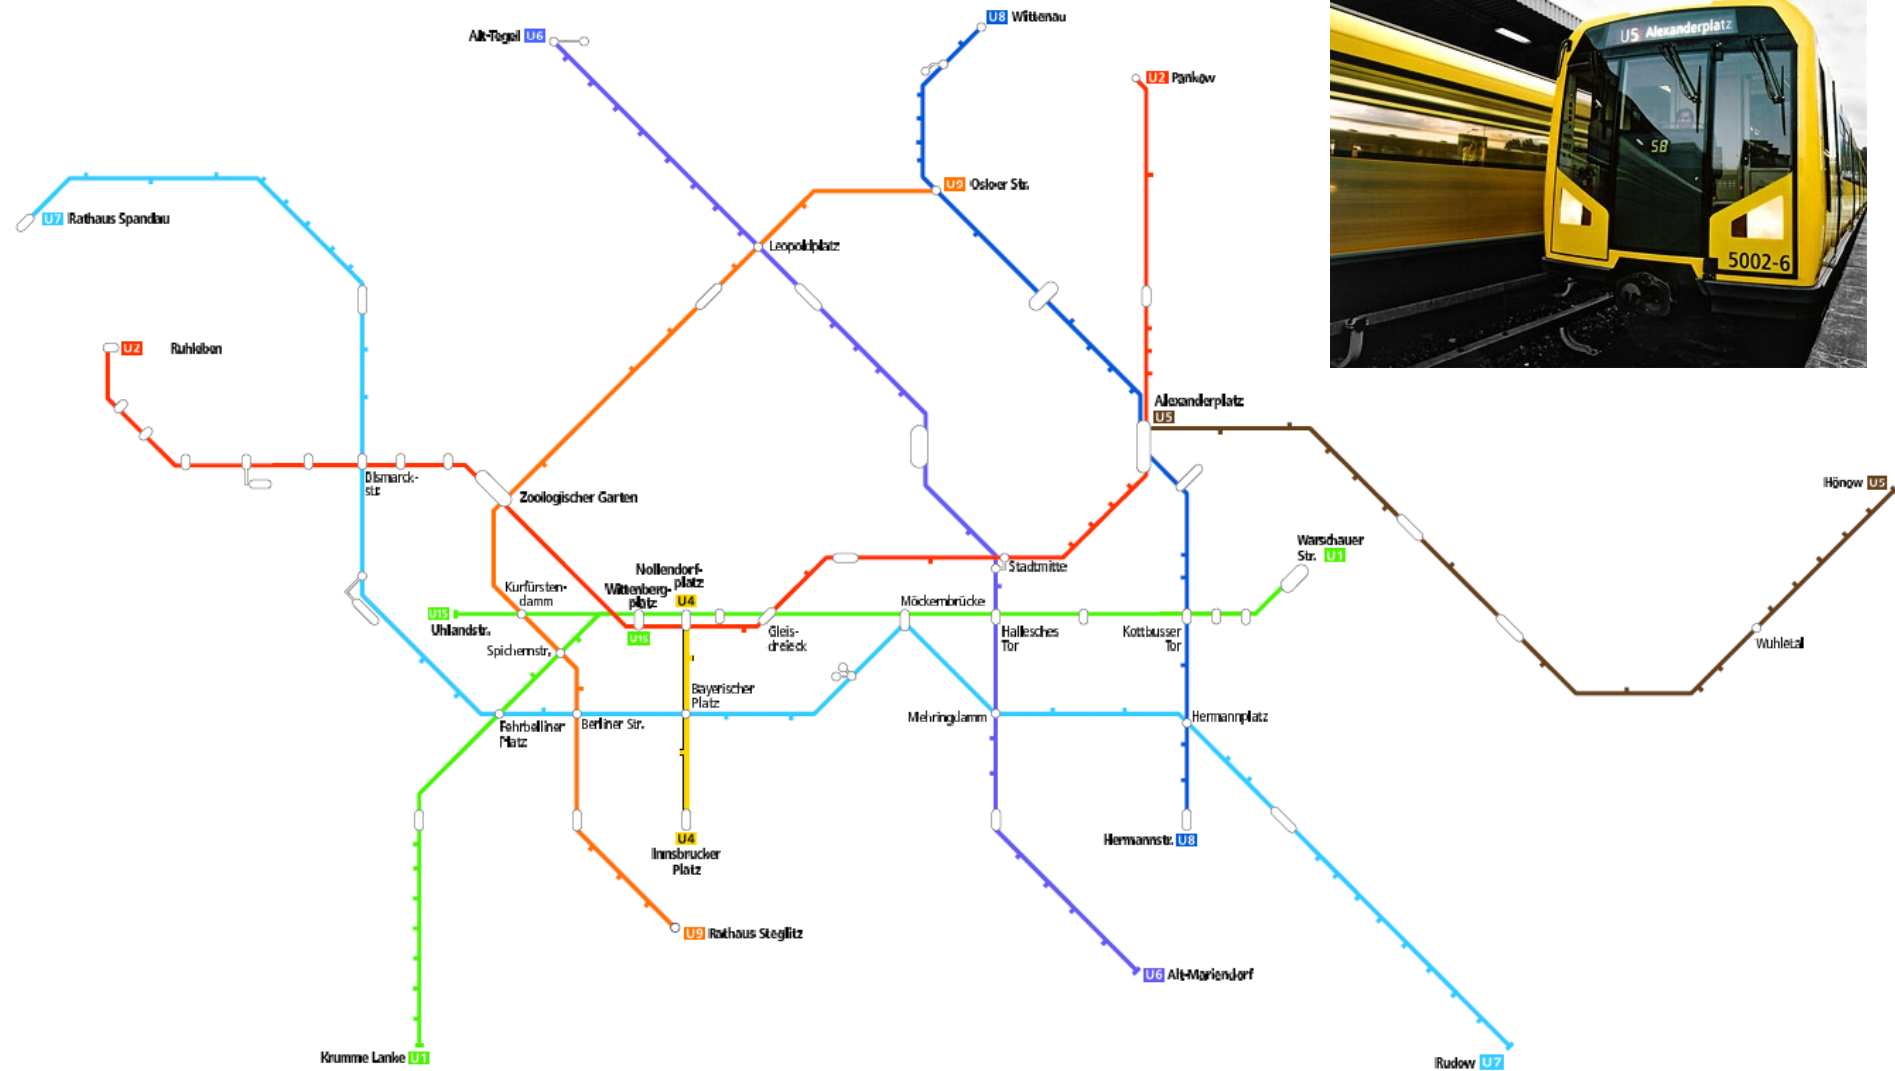 U8 Wittenau
Alt-Tegel U6
U2 Pankow
U5 Alexanderplatz
58
5002-6
U9 Osloer Str.
U7 Rathaus Spandau
Leopoldplatz
U2 Ruhleben
Alexanderplatz
U5
Bismarck-
str.
Zoologischer Garten
Hönow U5
Warschauer
Str. U1
Stadtmitte
Nollendorf-
platz
U4
Kurfürsten-
damm
Wittenberg-
platz
U15
Möckernbrücke
U15
Uhlandstr.
Gleis-
dreieck
Hallesches
Tor
Kottbusser
Tor
Wuhletal
Spichernstr.
Bayerischer
Platz
Fehrbelliner
Platz
Berliner Str.
Mehringdamm
Hermannplatz
U4
Innsbrucker
Platz
Hermannstr. U8
U9 Rathaus Steglitz
U6 Alt-Mariendorf
Krumme Lanke U1
Rudow U7